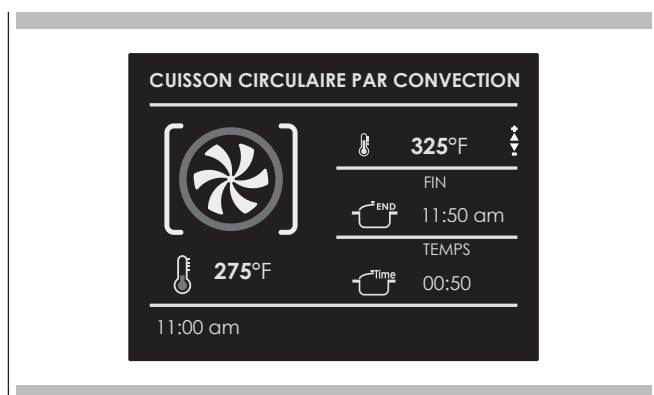 CUISSON CIRCULAIRE PAR CONVECTION
325°F
FIN
END
11:50 am
TEMPS
275°F
Time
00:50
11:00 am